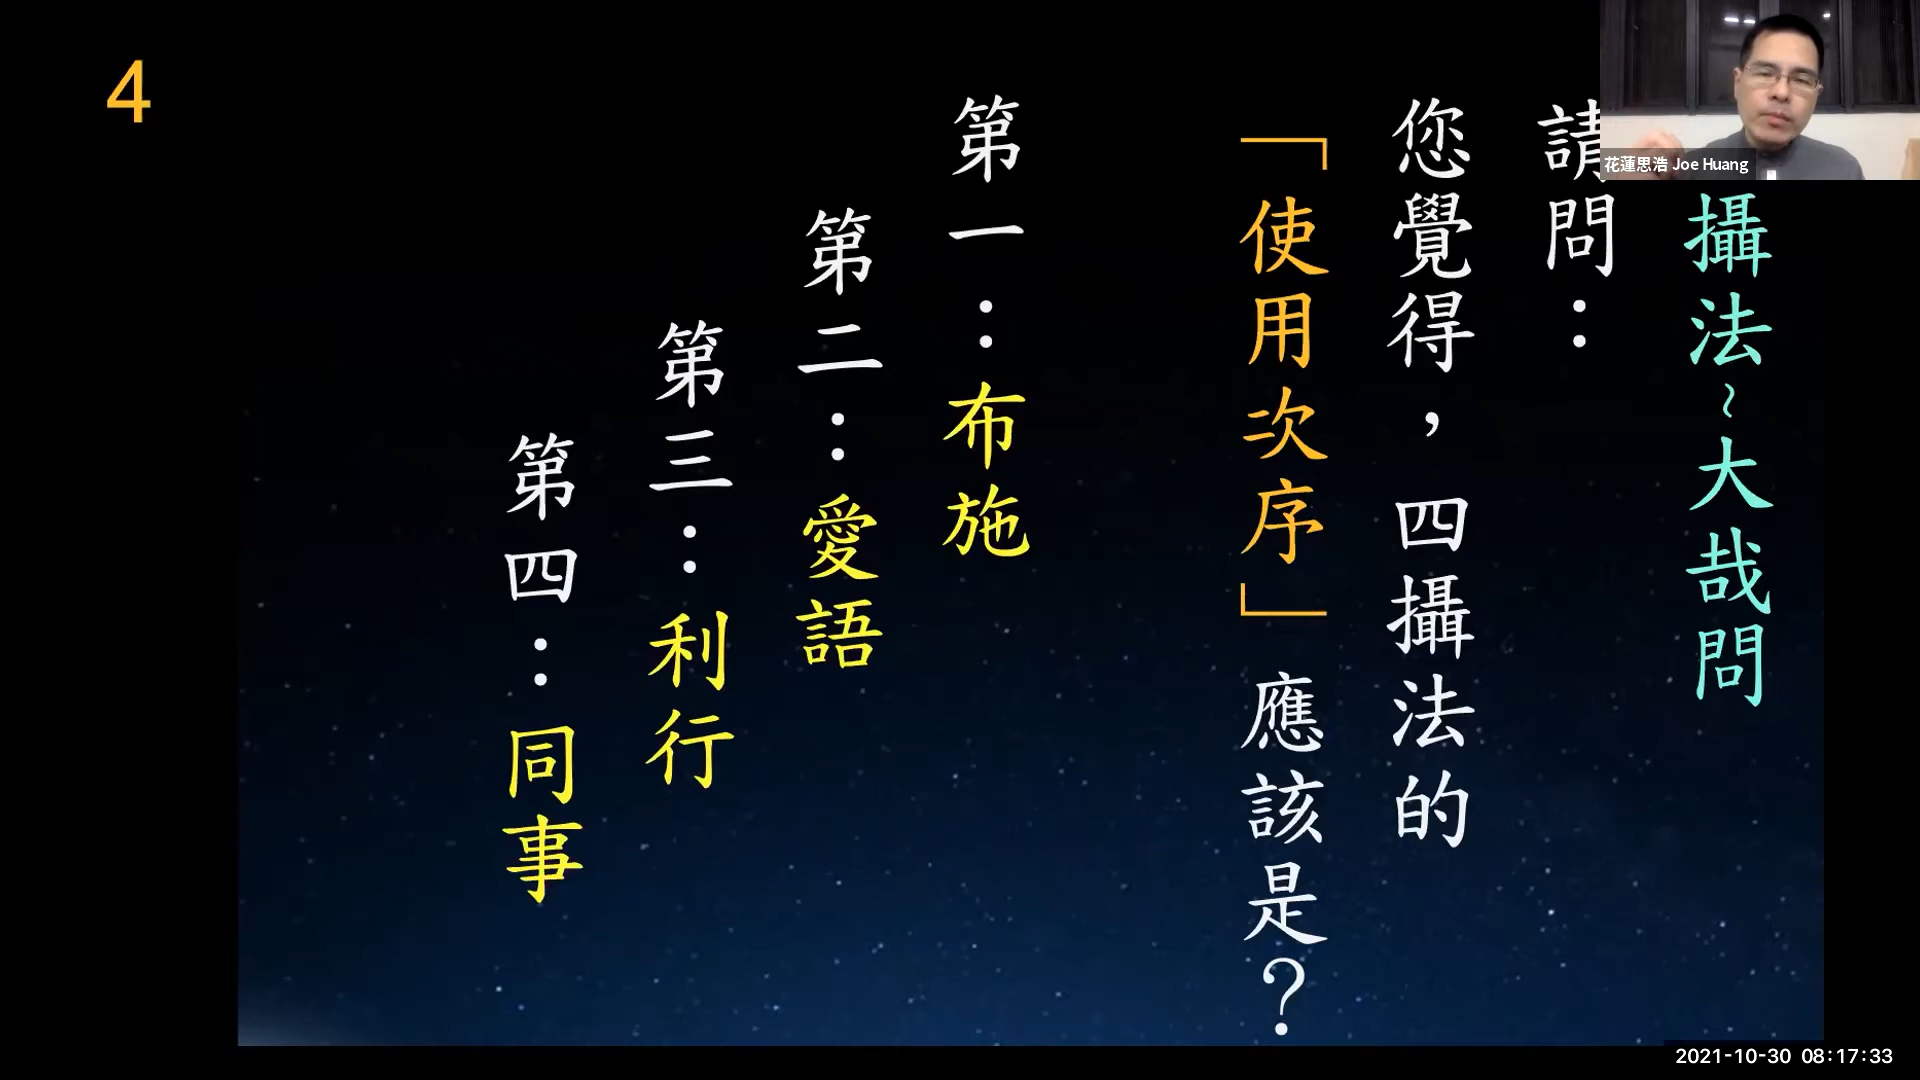 4
攝法~大哉問
請問：
您覺得，四攝法的
「使用次序」應該是？
第一：布施
第二：愛語
第三：利行
第四：同事
花蓮思浩 Joe Huang
2021-10-30 08:17:33